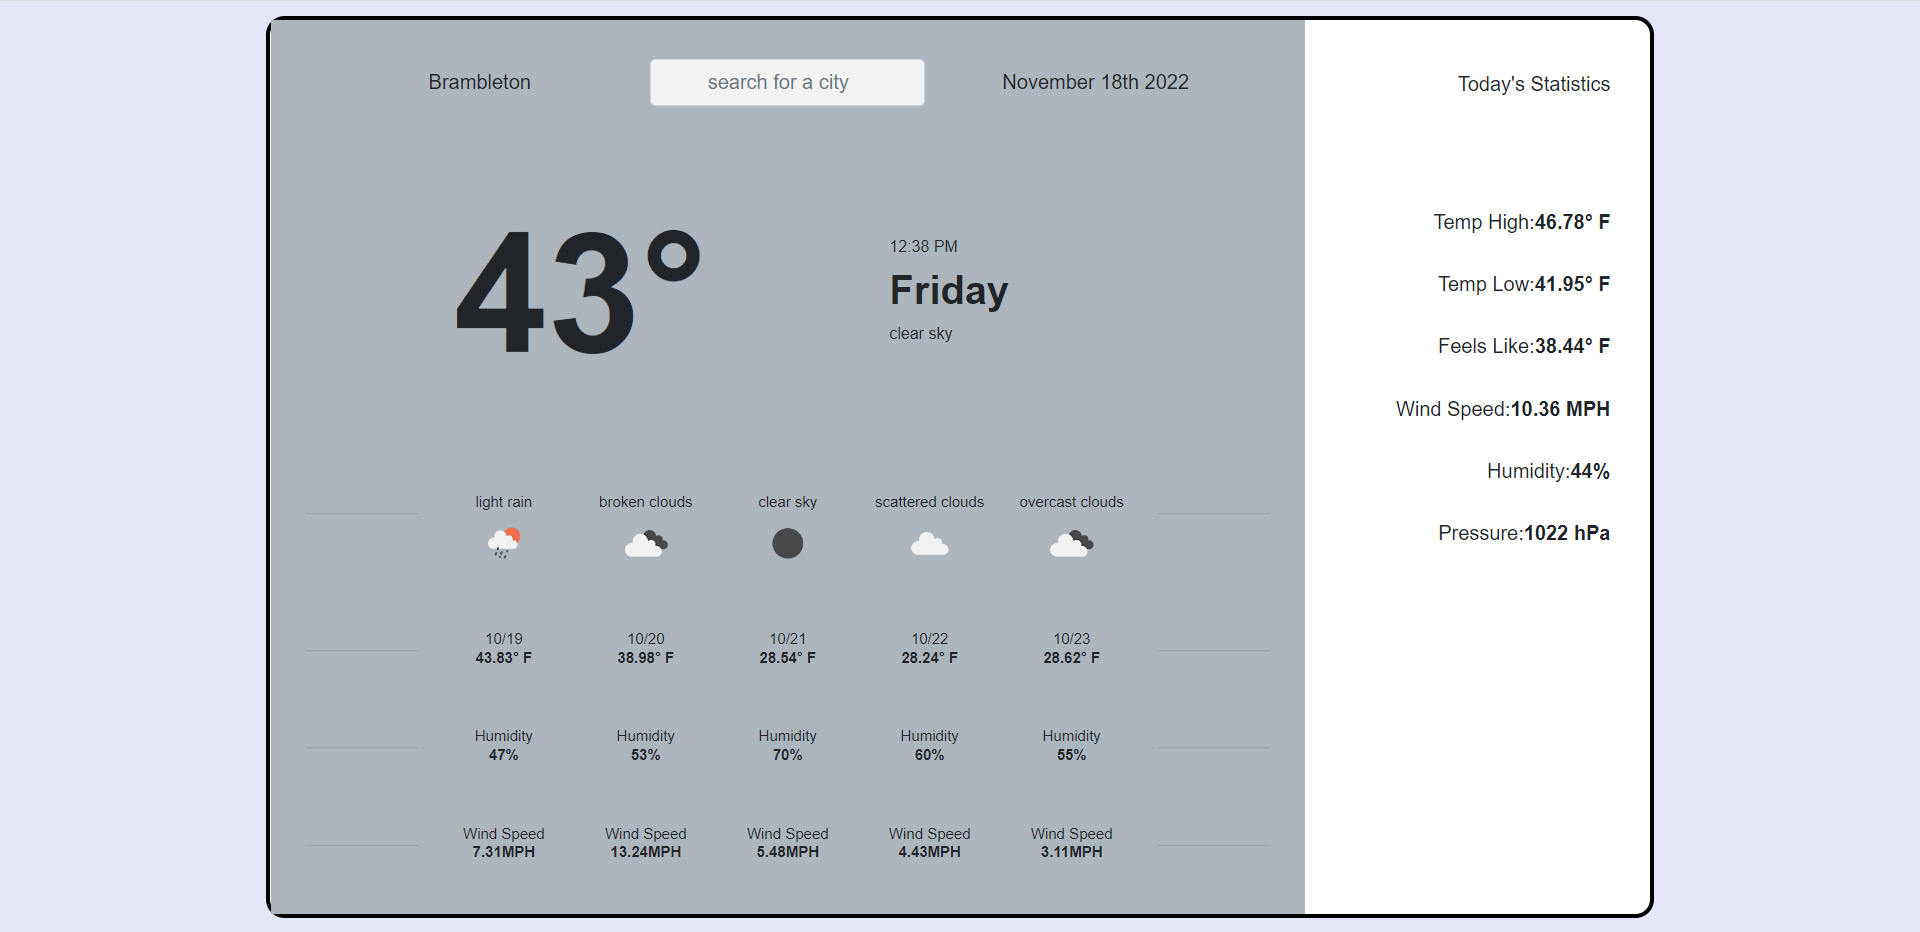 Brambleton
search for a city
November 18th 2022
43°
12:38 PM
Friday
clear sky
light rain
broken clouds
clear sky
scattered clouds
overcast clouds
10/19
43.83° F
10/20
38.98° F
10/21
28.54° F
10/22
28.24° F
10/23
28.62° F
Humidity
47%
Humidity
53%
Humidity
70%
Humidity
60%
Humidity
55%
Wind Speed
7.31MPH
Wind Speed
13.24MPH
Wind Speed
5.48MPH
Wind Speed
4.43MPH
Wind Speed
3.11MPH
Today's Statistics
Temp High:46.78° F
Temp Low:41.95° F
Feels Like:38.44° F
Wind Speed:10.36 MPH
Humidity:44%
Pressure:1022 hPa